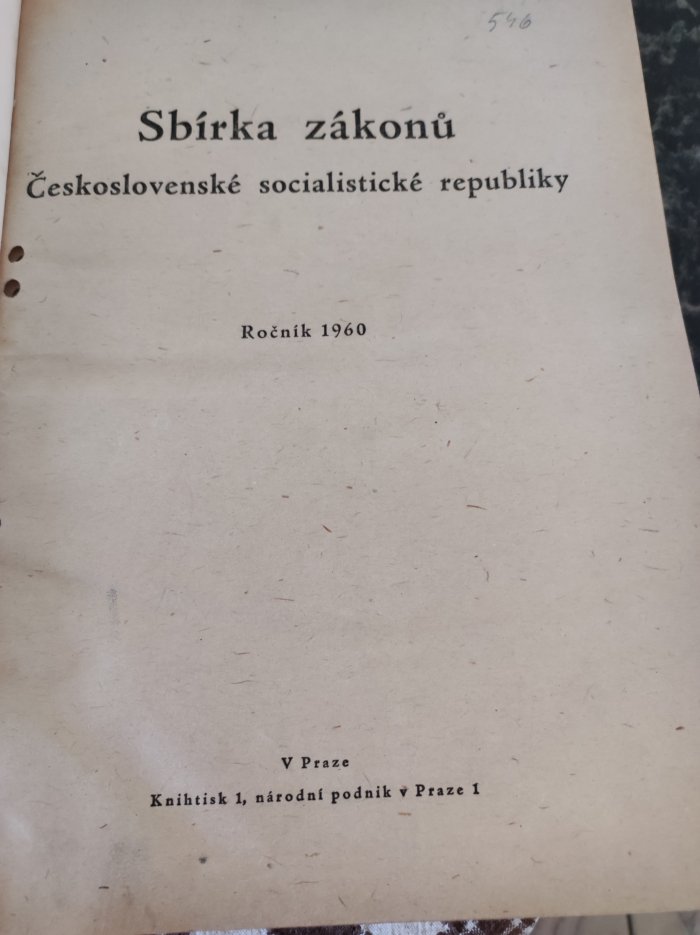 546
Sbírka zákonů
Československé socialistické republiky
Ročník 1960
V Praze
Knihtisk 1, národní podnik v Praze 1